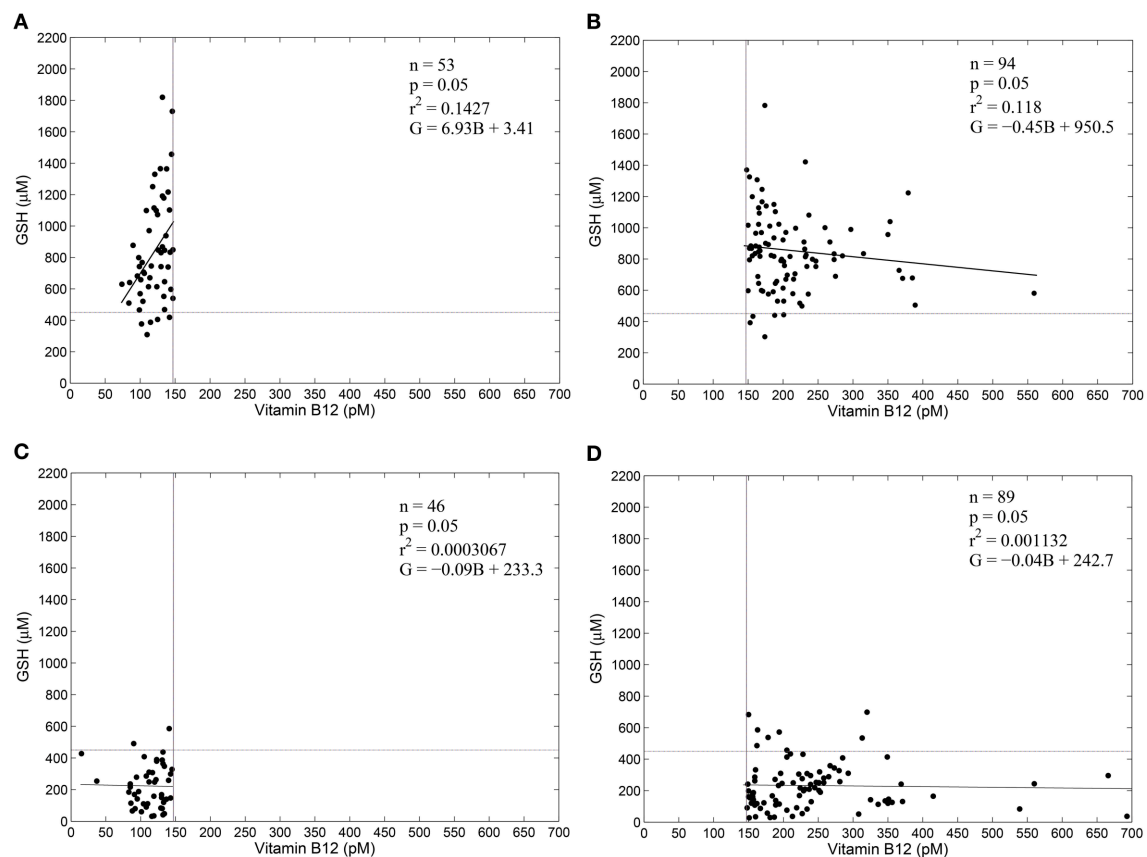 A
2200
2000
1800
1600
1400
1200
1000
800
600
400
200
0
GSH (μM)
n = 53
p = 0.05
r² = 0.1427
G = 6.93B + 3.41
0 50 100 150 200 250 300 350 400 450 500 550 600 650 700
Vitamin B12 (pM)
B
2200
2000
1800
1600
1400
1200
1000
800
600
400
200
0
GSH (μM)
n = 94
p = 0.05
r² = 0.118
G = −0.45B + 950.5
0 50 100 150 200 250 300 350 400 450 500 550 600 650 700
Vitamin B12 (pM)
C
2200
2000
1800
1600
1400
1200
1000
800
600
400
200
0
GSH (μM)
n = 46
p = 0.05
r² = 0.0003067
G = −0.09B + 233.3
0 50 100 150 200 250 300 350 400 450 500 550 600 650 700
Vitamin B12 (pM)
D
2200
2000
1800
1600
1400
1200
1000
800
600
400
200
0
GSH (μM)
n = 89
p = 0.05
r² = 0.001132
G = −0.04B + 242.7
0 50 100 150 200 250 300 350 400 450 500 550 600 650 700
Vitamin B12 (pM)